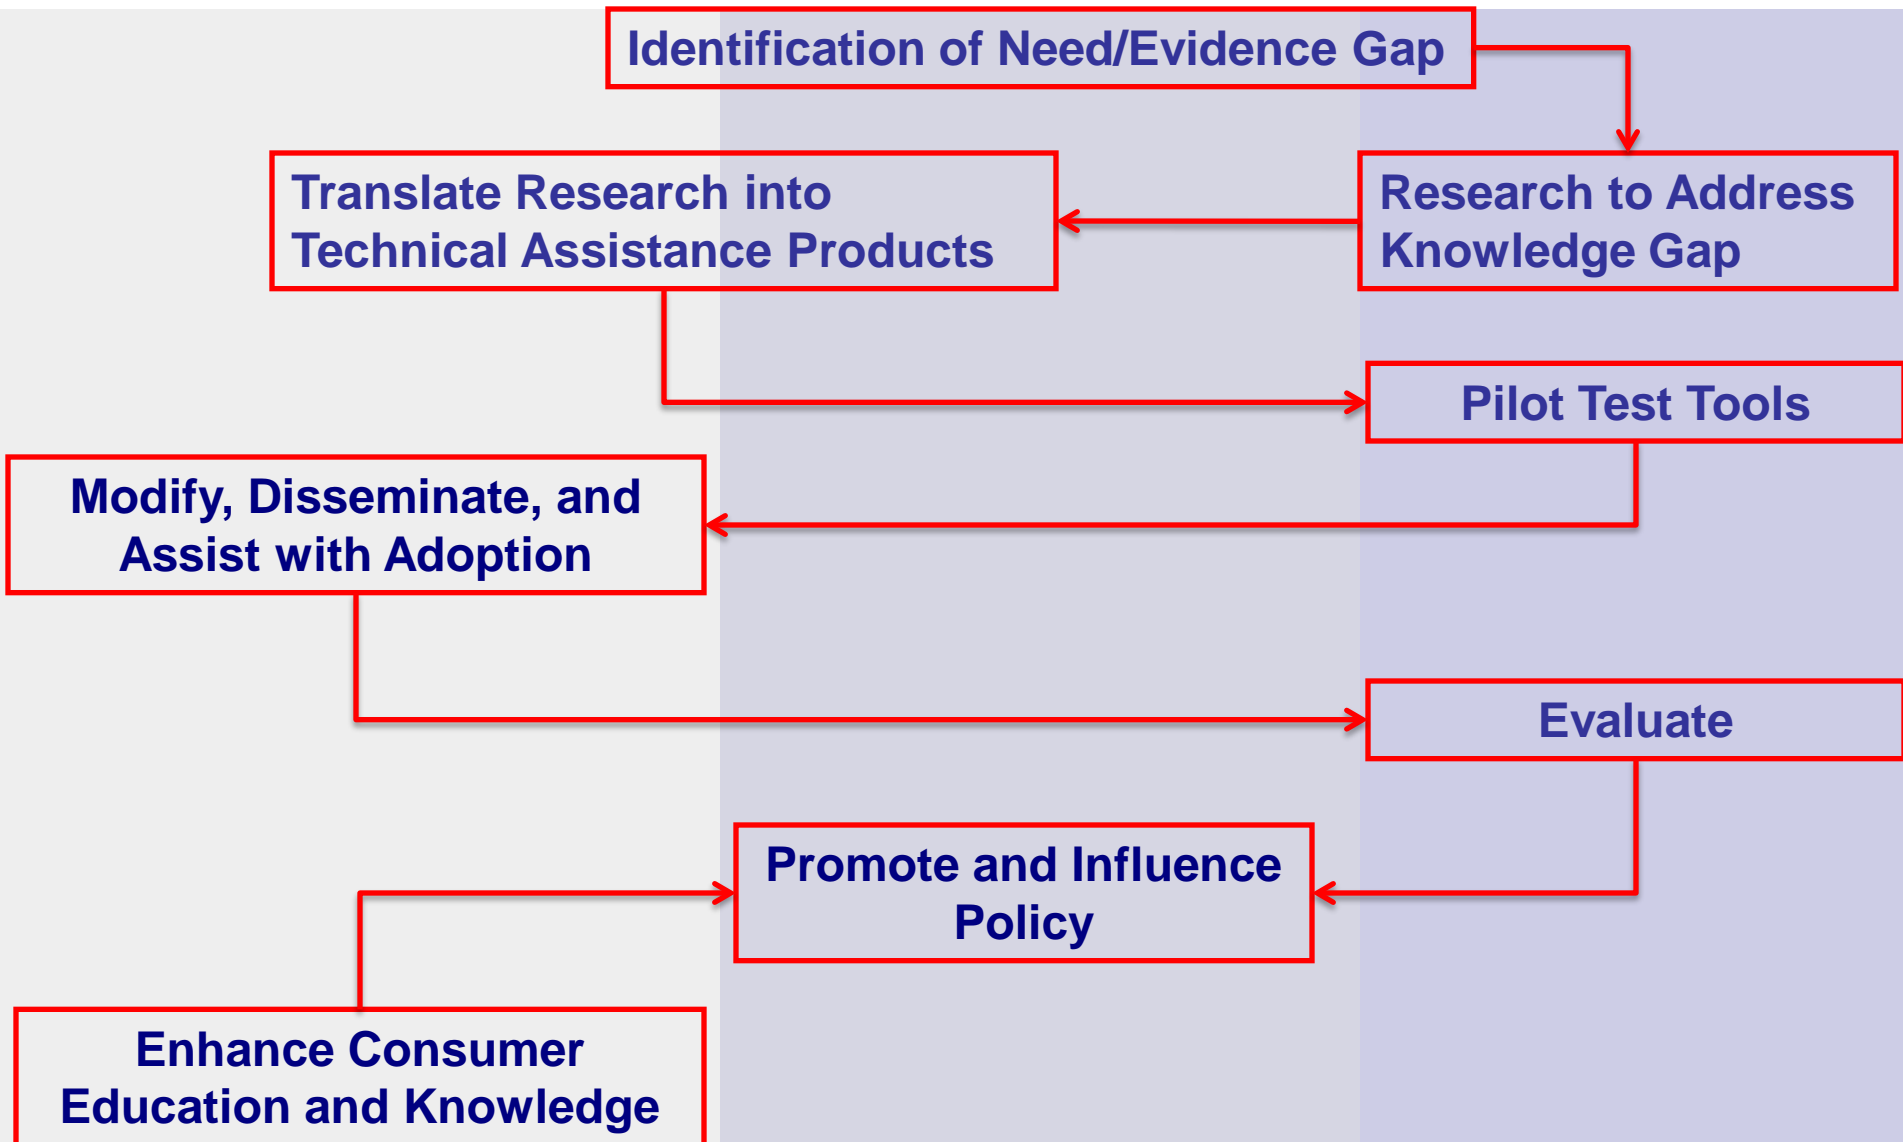 Identification of Need/Evidence Gap
Translate Research into
Technical Assistance Products
Research to Address
Knowledge Gap
Pilot Test Tools
Modify, Disseminate, and
Assist with Adoption
Evaluate
Promote and Influence
Policy
Enhance Consumer
Education and Knowledge